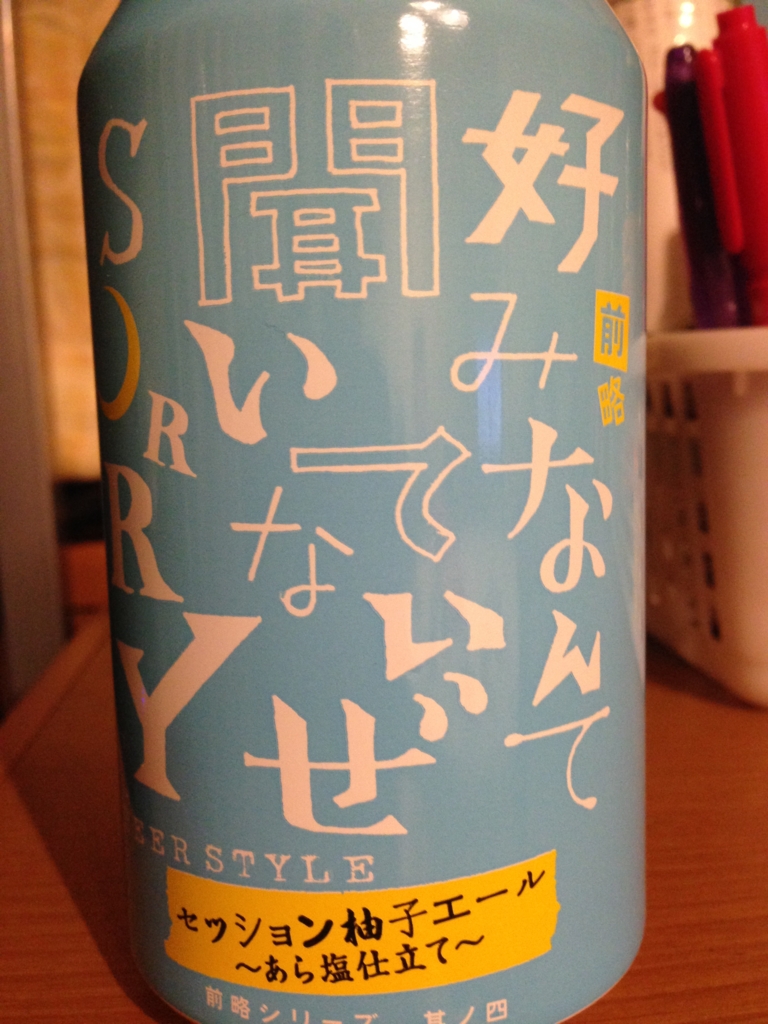 前略
好みなんて
聞いてないぜ
SORRY
BEER STYLE
セッション柚子エール
～あら塩仕立て～
前略シリーズ 其ノ四